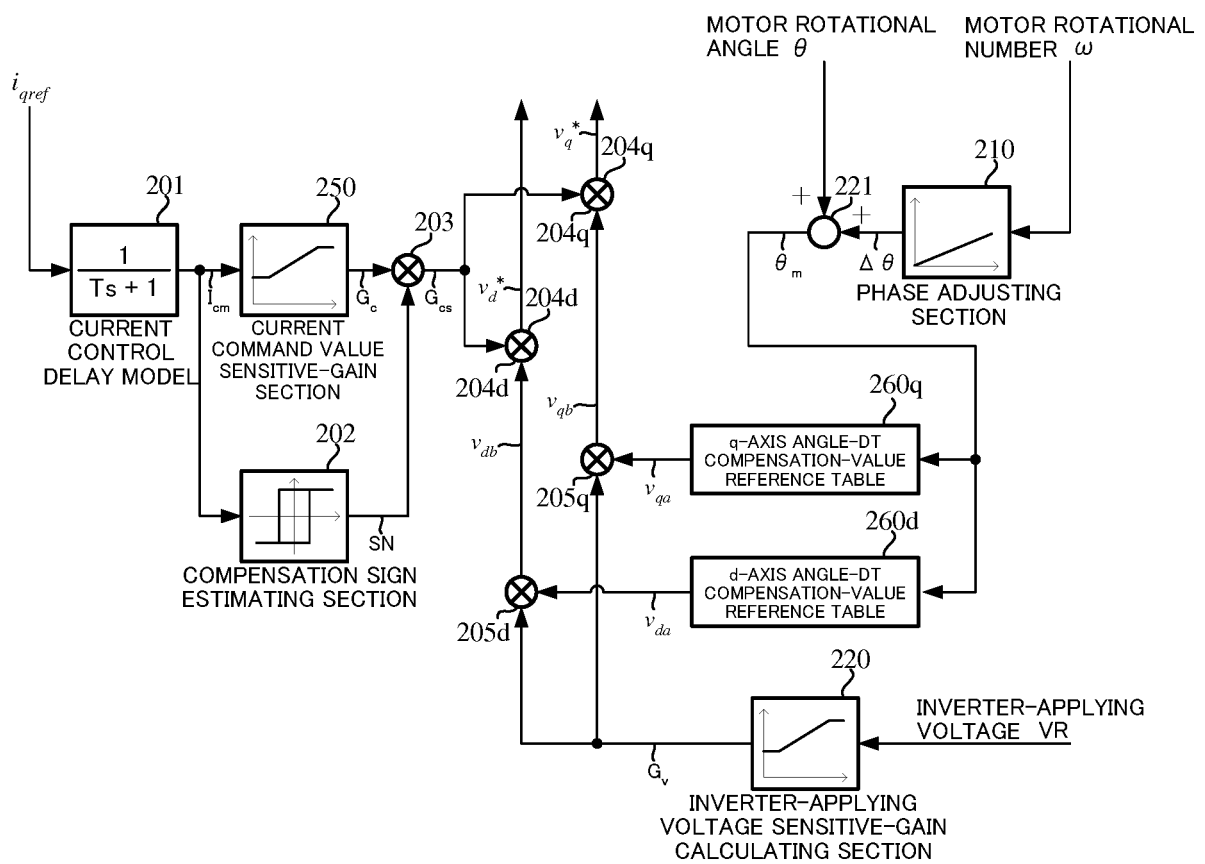 MOTOR ROTATIONAL
ANGLE θ
MOTOR ROTATIONAL
NUMBER ω
i_qref
v_q*
204q
204q
210
201
250
203
221
+
+
1
Ts + 1
I_cm
G_c
G_cs
v_d*
204d
204d
θ_m
Δθ
PHASE ADJUSTING
SECTION
CURRENT
CONTROL
DELAY MODEL
CURRENT
COMMAND VALUE
SENSITIVE-GAIN
SECTION
202
SN
COMPENSATION SIGN
ESTIMATING SECTION
v_qb
v_db
260q
q-AXIS ANGLE-DT
COMPENSATION-VALUE
REFERENCE TABLE
v_qa
205q
260d
d-AXIS ANGLE-DT
COMPENSATION-VALUE
REFERENCE TABLE
v_da
205d
220
INVERTER-APPLYING
VOLTAGE VR
G_v
INVERTER-APPLYING
VOLTAGE SENSITIVE-GAIN
CALCULATING SECTION